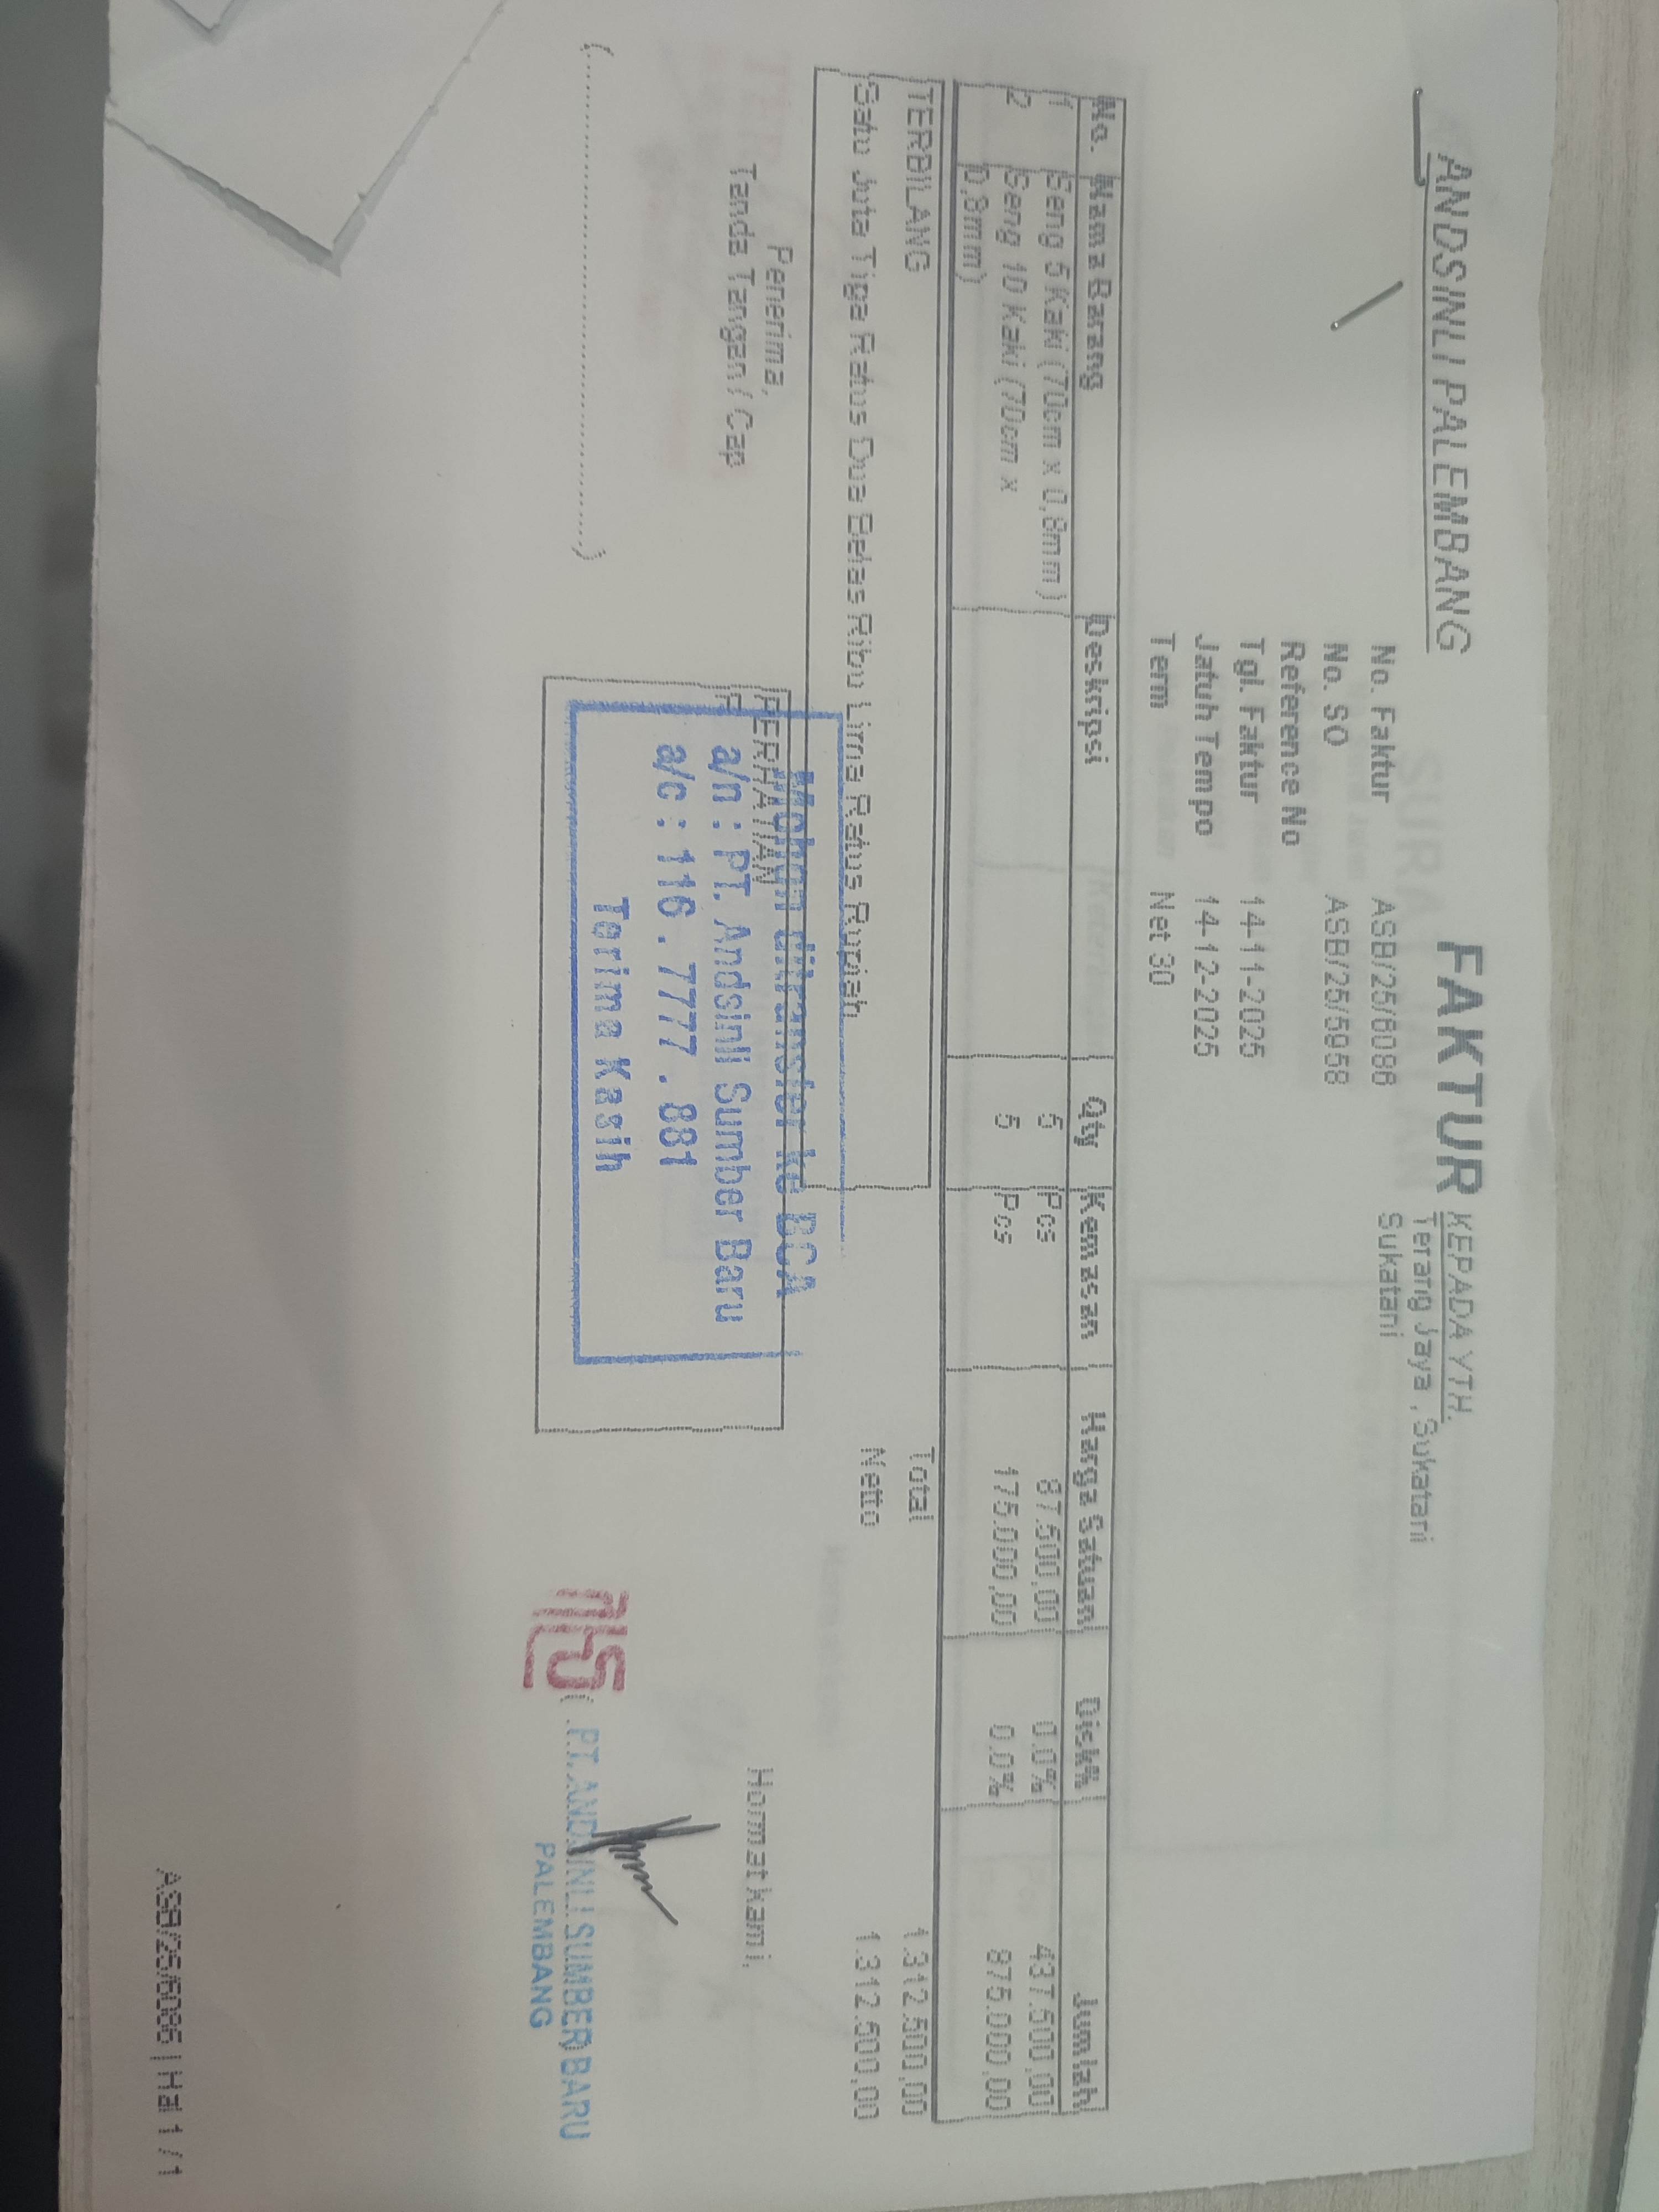 ANDSINLI PALEMBANG
FAKTUR
KEPADA YTH.
Terang Jaya , Sukatani
Sukatani
No. Faktur ASB/25/6086
No. SO ASB/25/5958
Reference No
Tgl. Faktur 14-11-2025
Jatuh Tempo 14-12-2025
Term Net 30
No. Nama Barang Deskripsi Qty Kemasan Harga Satuan Disk% Jumlah
1 Seng 5 Kaki (70cm x 0,8mm) 5 Pcs 87.500,00 0.0% 437.500,00
2 Seng 10 Kaki (70cm x 5 Pcs 175.000,00 0.0% 875.000,00
0,8mm)
TERBILANG
Satu Juta Tiga Ratus Dua Belas Ribu Lima Ratus Rupiah
Total 1.312.500,00
Netto 1.312.500,00
Penerima,
Tanda Tangan / Cap
(..........)
PERHATIAN
Mohon ditransfer ke BCA
a/n : PT. Andsinli Sumber Baru
a/c : 116 . 7777 . 881
Terima Kasih
Hormat kami,
PT. ANDSINLI SUMBER BARU
PALEMBANG
ASB/25/6086 | Hal 1 / 1